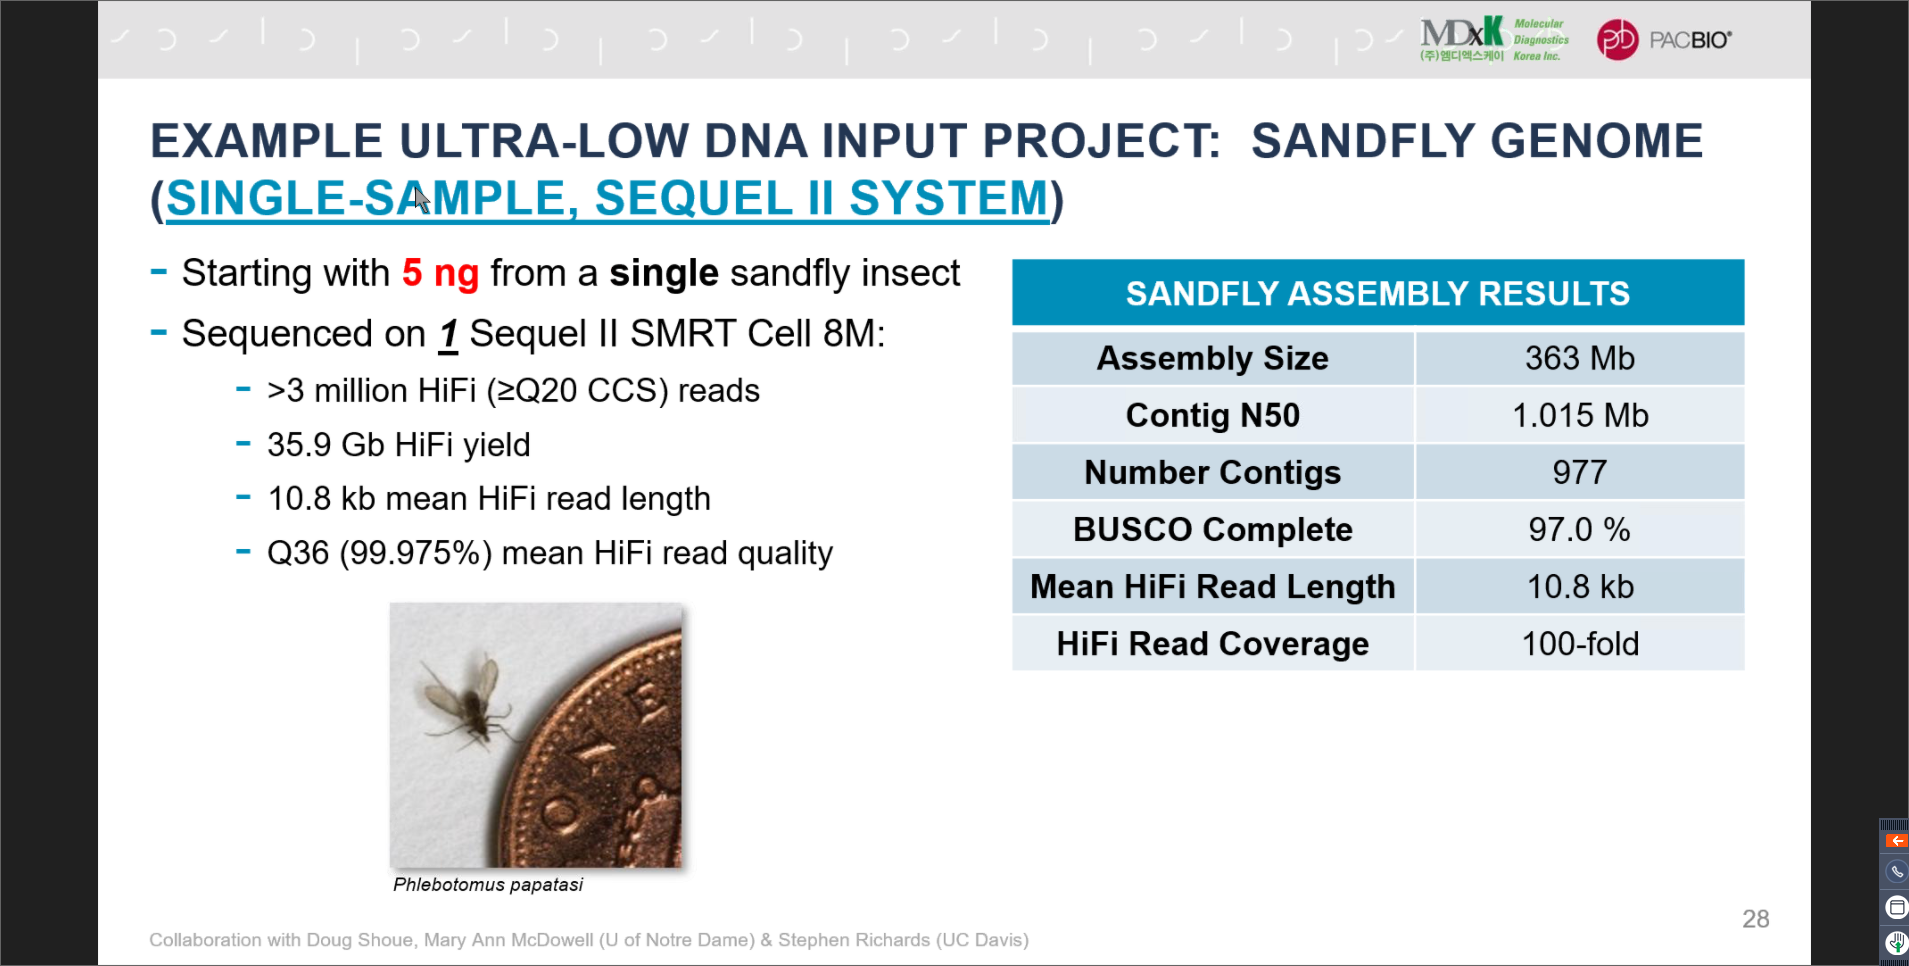 MDxK Molecular Diagnostics Korea Inc.
(주)엠디엑스케이
PACBIO®
EXAMPLE ULTRA-LOW DNA INPUT PROJECT: SANDFLY GENOME
(SINGLE-SAMPLE, SEQUEL II SYSTEM)
- Starting with 5 ng from a single sandfly insect
- Sequenced on 1 Sequel II SMRT Cell 8M:
- >3 million HiFi (≥Q20 CCS) reads
- 35.9 Gb HiFi yield
- 10.8 kb mean HiFi read length
- Q36 (99.975%) mean HiFi read quality
SANDFLY ASSEMBLY RESULTS
Assembly Size 363 Mb
Contig N50 1.015 Mb
Number Contigs 977
BUSCO Complete 97.0 %
Mean HiFi Read Length 10.8 kb
HiFi Read Coverage 100-fold
ONE
Phlebotomus papatasi
Collaboration with Doug Shoue, Mary Ann McDowell (U of Notre Dame) & Stephen Richards (UC Davis)
28